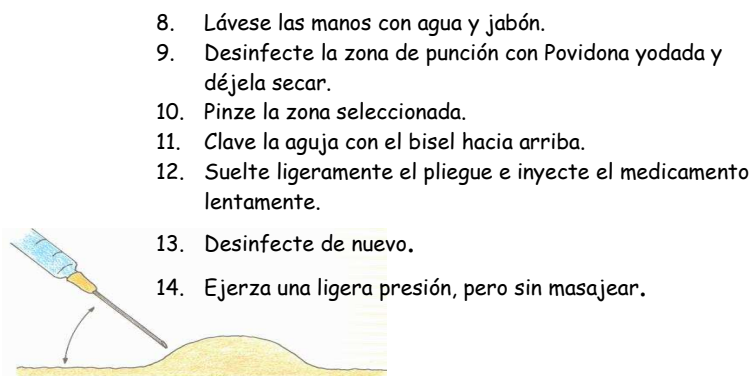 8. Lávese las manos con agua y jabón.
9. Desinfecte la zona de punción con Povidona yodada y
déjela secar.
10. Pinze la zona seleccionada.
11. Clave la aguja con el bisel hacia arriba.
12. Suelte ligeramente el pliegue e inyecte el medicamento
lentamente.
13. Desinfecte de nuevo.
14. Ejerza una ligera presión, pero sin masajear.